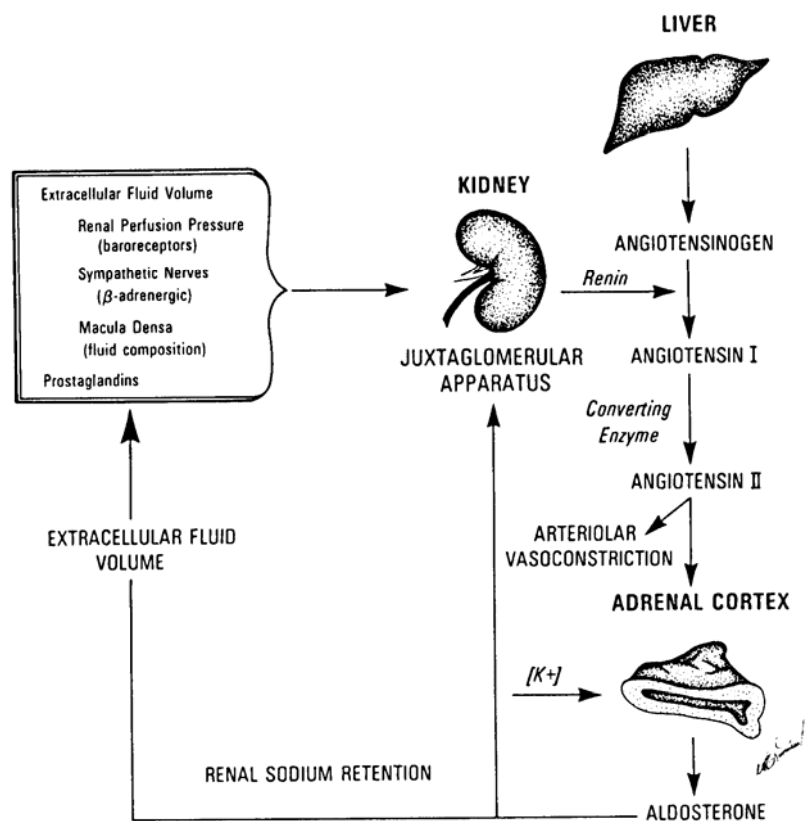 LIVER
Extracellular Fluid Volume
Renal Perfusion Pressure
(baroreceptors)
Sympathetic Nerves
(β-adrenergic)
Macula Densa
(fluid composition)
Prostaglandins
KIDNEY
JUXTAGLOMERULAR
APPARATUS
Renin
ANGIOTENSINOGEN
ANGIOTENSIN I
Converting
Enzyme
ANGIOTENSIN II
ARTERIOLAR
VASOCONSTRICTION
ADRENAL CORTEX
[K+]
EXTRACELLULAR FLUID
VOLUME
RENAL SODIUM RETENTION
ALDOSTERONE